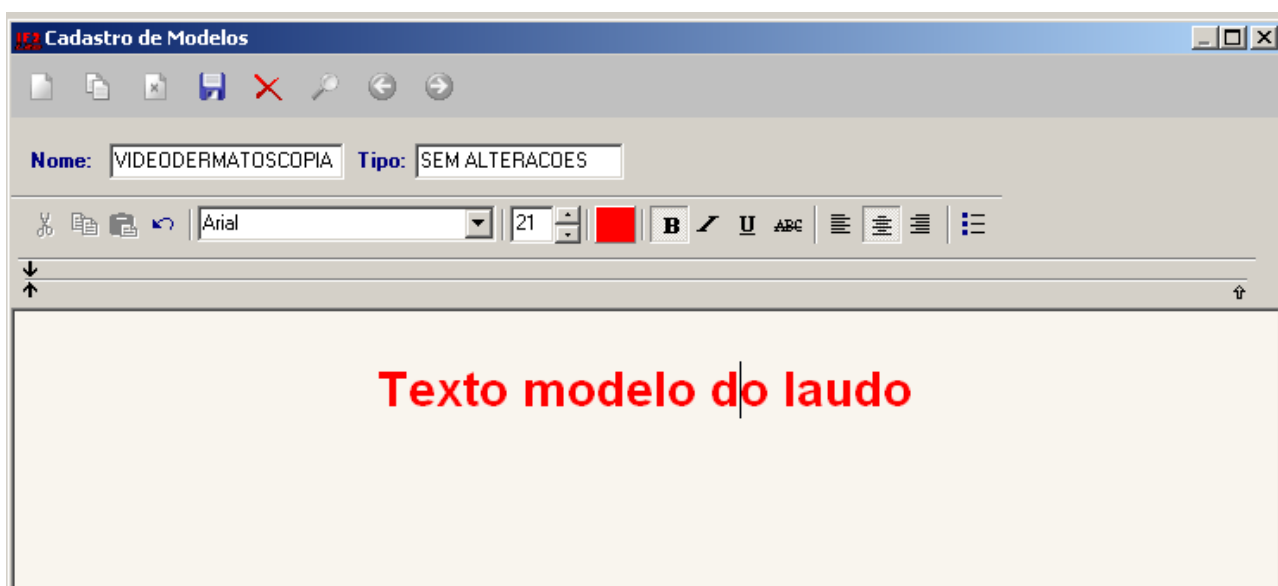 Cadastro de Modelos
Nome: VIDEODERMATOSCOPIA Tipo: SEM ALTERACOES
Arial 21 B I U ABC
Texto modelo do laudo